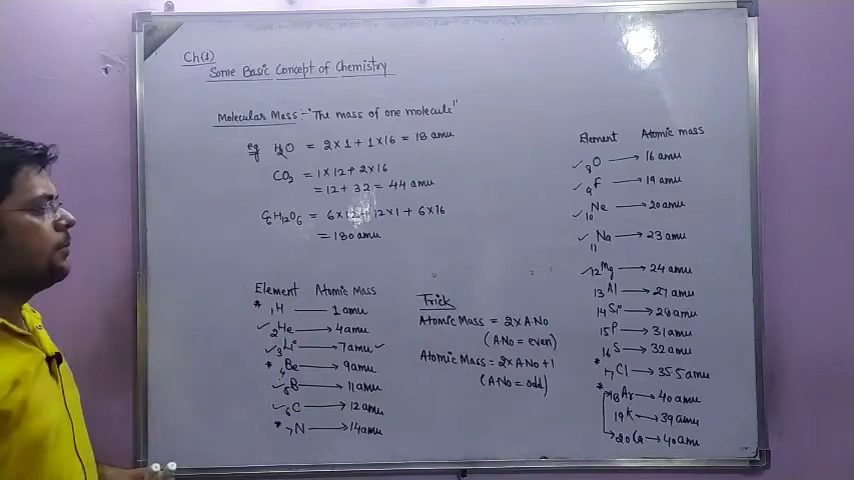 Ch(1)
Some Basic Concept of Chemistry
Molecular Mass :- "The mass of one molecule"
eg H₂O = 2×1 + 1×16 = 18 amu
CO₂ = 1×12 + 2×16
= 12 + 32 = 44 amu
C₆H₁₂O₆ = 6×12 + 12×1 + 6×16
= 180 amu
Element Atomic Mass
* ₁H → 1 amu
✓ ₂He → 4 amu
✓ ₃Li → 7 amu ✓
* ₄Be → 9 amu
✓ ₅B → 11 amu
✓ ₆C → 12 amu
* ₇N → 14 amu
Trick
Atomic Mass = 2×A.No
(A.No = even)
Atomic Mass = 2×A.No + 1
(A.No = odd)
Element Atomic mass
✓ ₈O → 16 amu
✓ ₉F → 19 amu
✓ ₁₀Ne → 20 amu
✓ ₁₁Na → 23 amu
✓ ₁₂Mg → 24 amu
₁₃Al → 27 amu
₁₄Si → 28 amu
₁₅P → 31 amu
₁₆S → 32 amu
* ₁₇Cl → 35.5 amu
* ₁₈Ar → 40 amu
₁₉K → 39 amu
₂₀Ca → 40 amu